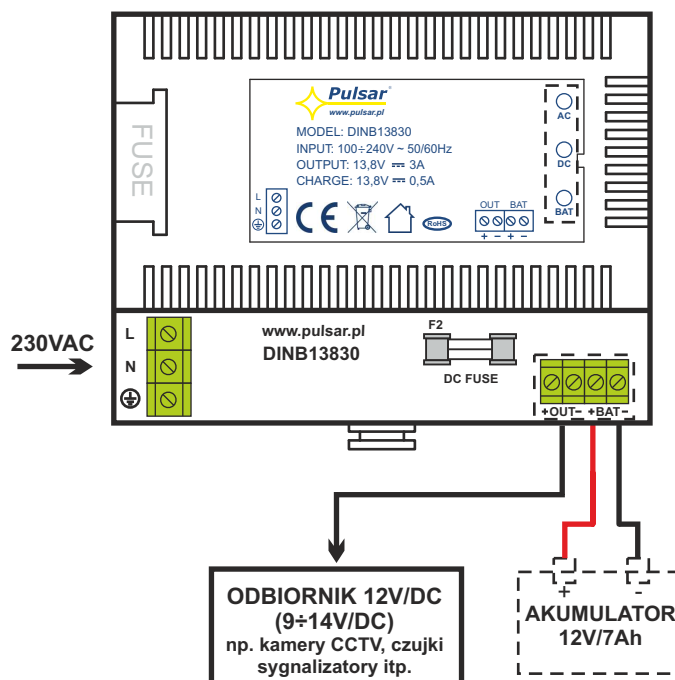 FUSE
Pulsar®
www.pulsar.pl
MODEL: DINB13830
INPUT: 100÷240V ~ 50/60Hz
OUTPUT: 13,8V ⎓ 3A
CHARGE: 13,8V ⎓ 0,5A
L
N
CE
RoHS
OUT BAT
+ − + −
AC
DC
BAT
230VAC
L
N
www.pulsar.pl
DINB13830
F2
DC FUSE
+OUT− +BAT−
ODBIORNIK 12V/DC
(9÷14V/DC)
np. kamery CCTV, czujki
sygnalizatory itp.
+ -
AKUMULATOR
12V/7Ah